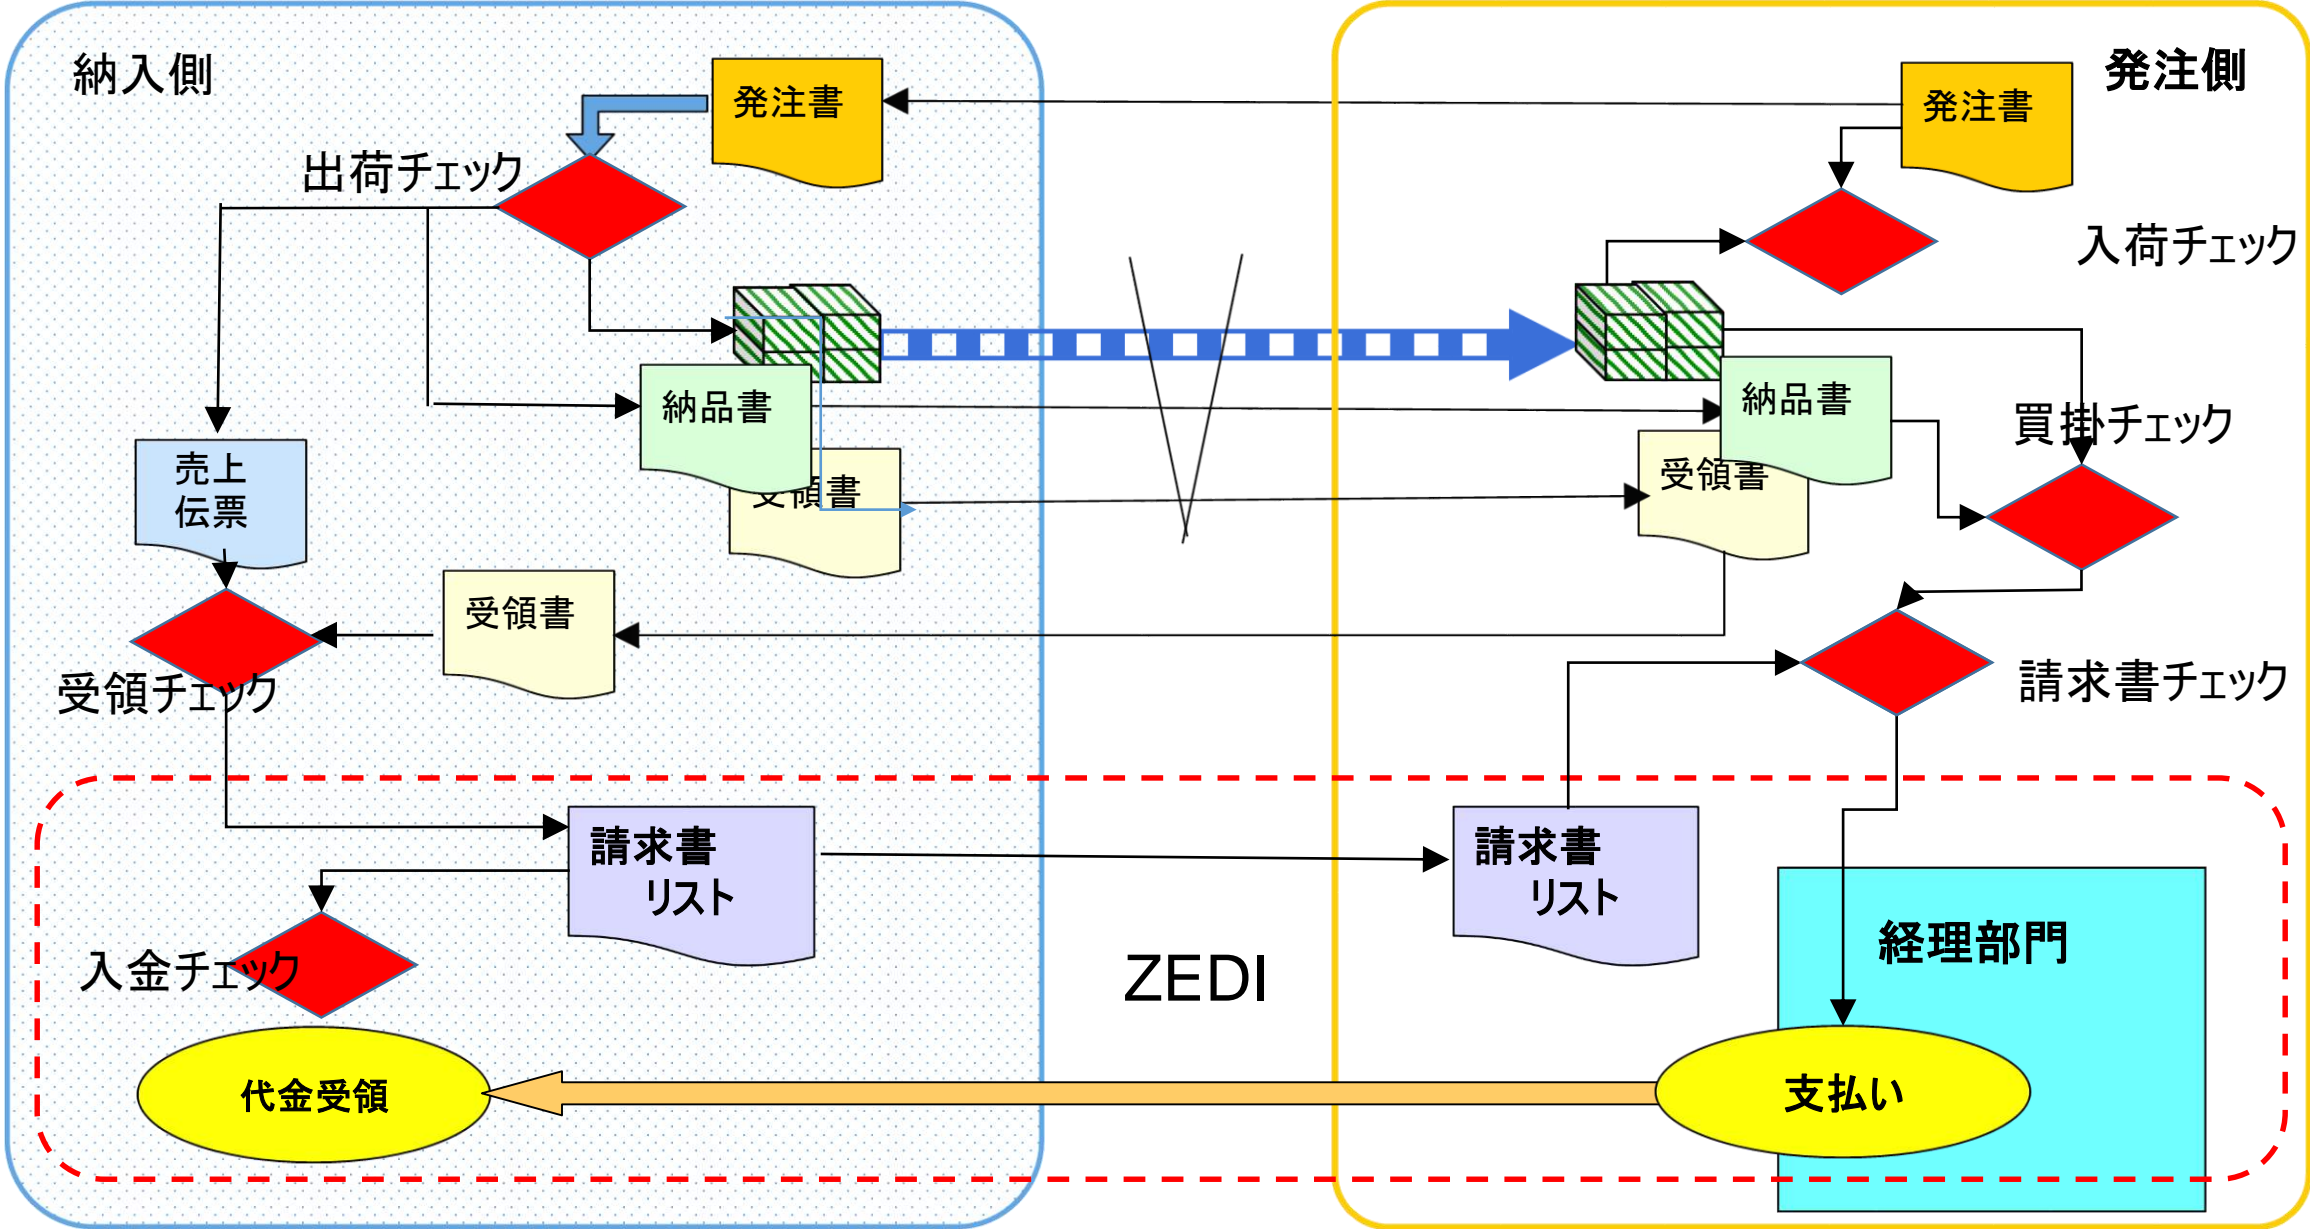 納入側
発注書
発注側
発注書
出荷チェック
入荷チェック
納品書
納品書
買掛チェック
受領書
受領書
売上
伝票
受領書
受領チェック
請求書チェック
請求書
リスト
請求書
リスト
経理部門
入金チェック
ZEDI
代金受領
支払い